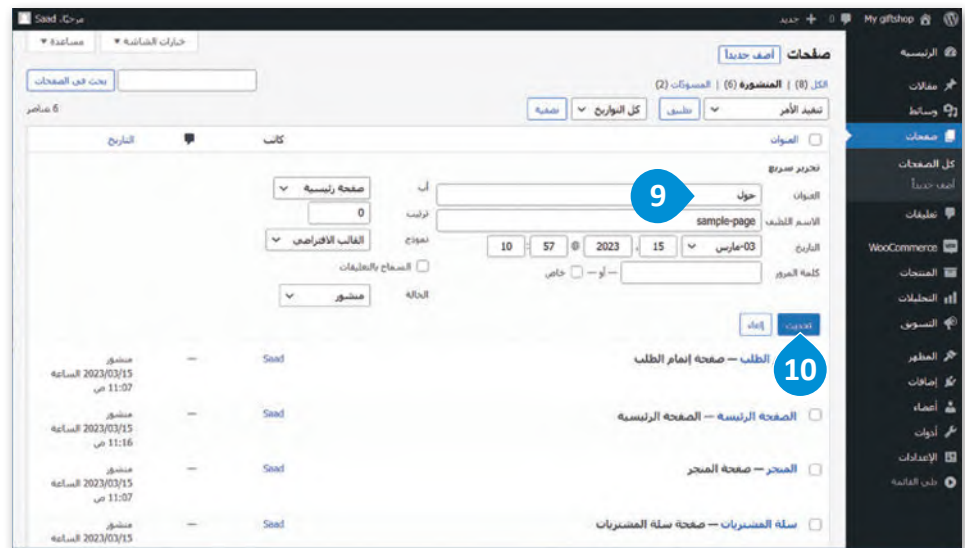 My giftshop 0 + جديد مرحبًا، Saad
خيارات الشاشة مساعدة
صفحات أضف جديداً
الكل (8) | المنشورة (6) | المسودّات (2)
بحث في الصفحات
تنفيذ الأمر تطبيق كل التواريخ تصفية
6 عناصر
العنوان كاتب التاريخ
تحرير سريع
العنوان حول
9
الاسم اللطيف sample-page
التاريخ 03-مارس 15 , 2023 @ 57 : 10
كلمة المرور – أو – خاص
أب صفحة رئيسية
ترتيب 0
نموذج القالب الافتراضي
السماح بالتعليقات
الحالة منشور
تحديث إلغاء
10
الطلب — صفحة إتمام الطلب Saad — منشور
2023/03/15 الساعة
11:07 ص
الصفحة الرئيسة — الصفحة الرئيسية Saad — منشور
2023/03/15 الساعة
11:16 ص
المتجر — صفحة المتجر Saad — منشور
2023/03/15 الساعة
11:07 ص
سلة المشتريات — صفحة سلة المشتريات Saad — منشور
2023/03/15 الساعة
الرئيسية
مقالات
وسائط
صفحات
كل الصفحات
أضف جديداً
تعليقات
WooCommerce
المنتجات
التحليلات
التسويق
المظهر
إضافات
أعضاء
أدوات
الإعدادات
طي القائمة